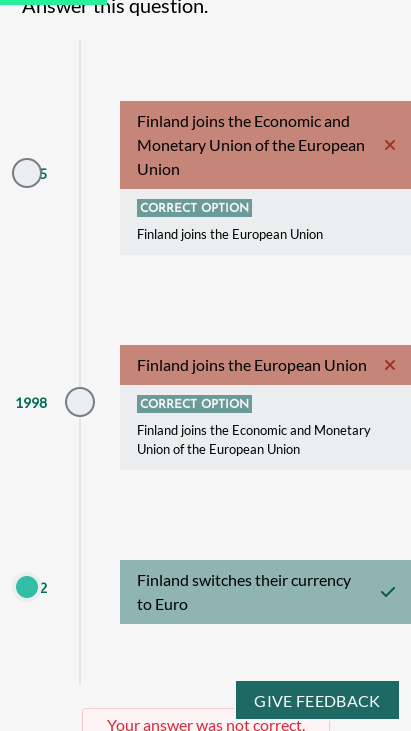 Answer this question.
5
Finland joins the Economic and
Monetary Union of the European
Union
CORRECT OPTION
Finland joins the European Union
1998
Finland joins the European Union
CORRECT OPTION
Finland joins the Economic and Monetary
Union of the European Union
2
Finland switches their currency
to Euro
GIVE FEEDBACK
Your answer was not correct.